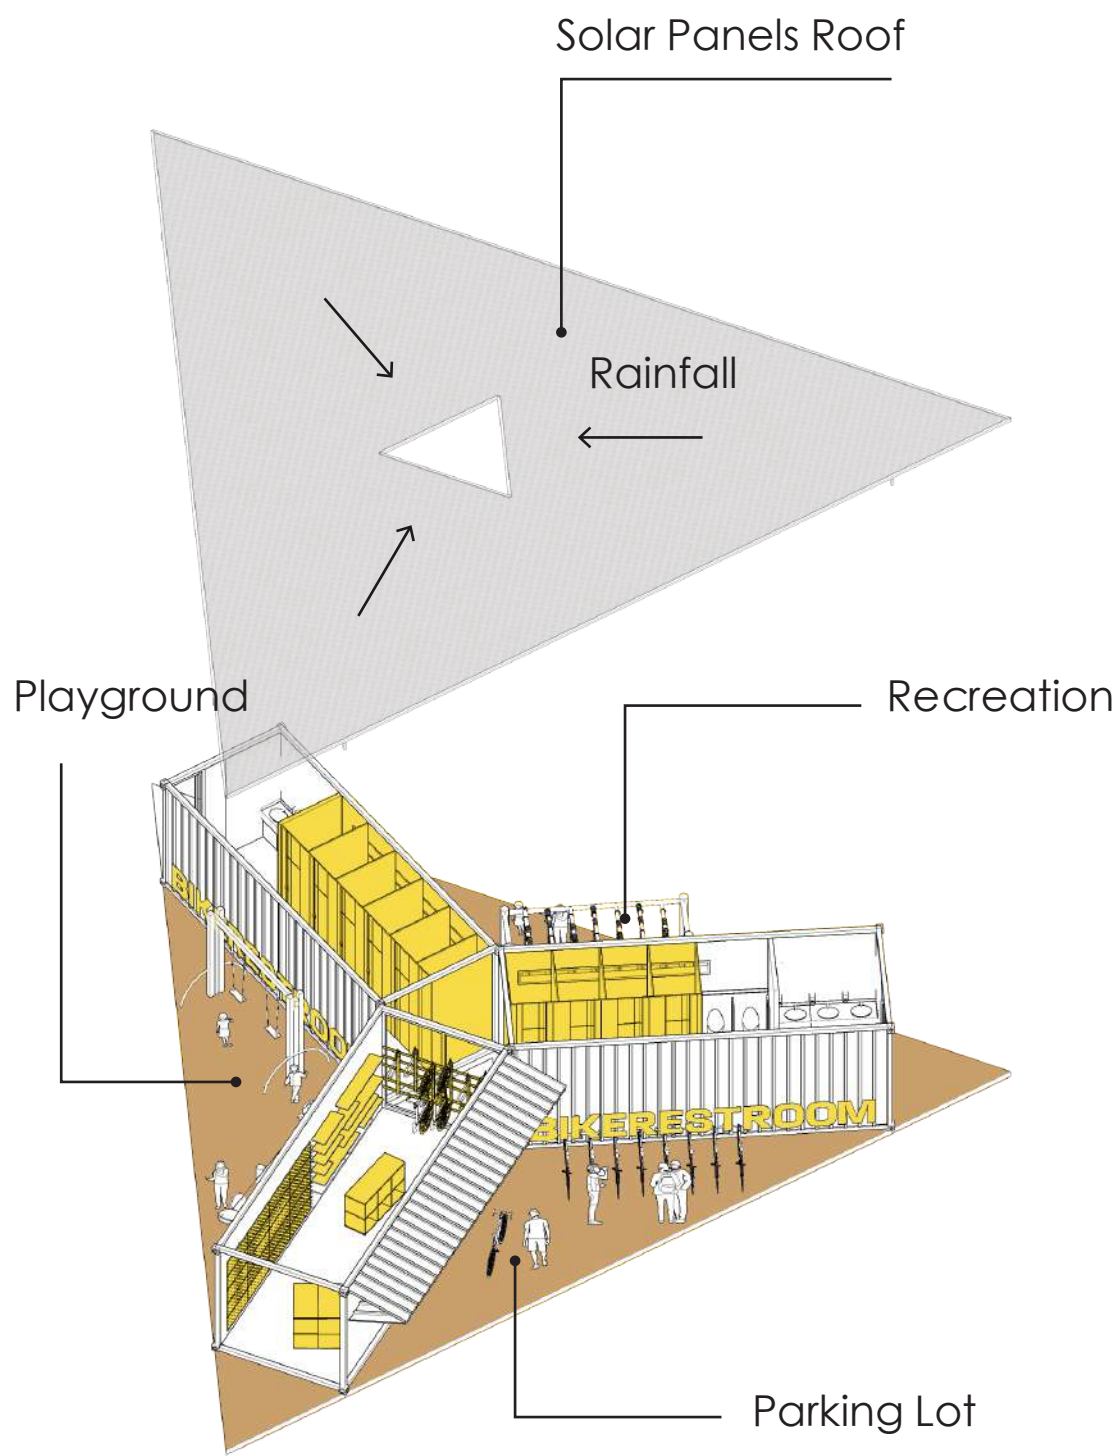 Solar Panels Roof
Rainfall
Playground
Recreation
BIKERESTROOM
Parking Lot